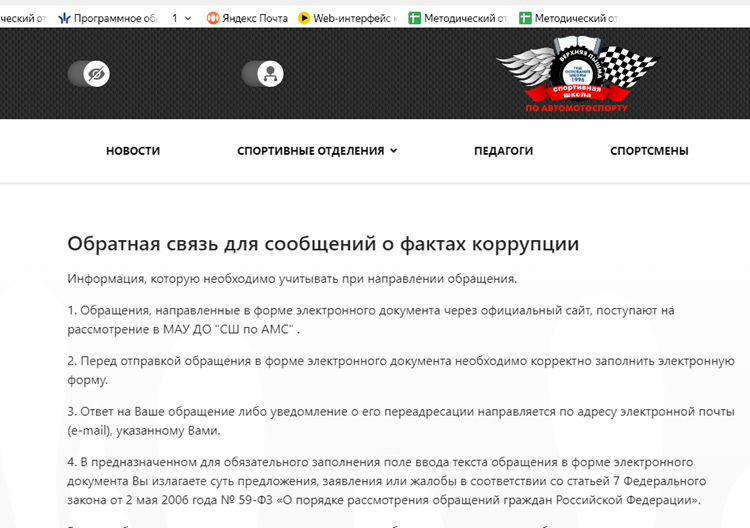 ческий от
Программное обе
1
Яндекс Почта
Web-интерфейс к
Методический от
Методический от
ВЕРХНЯЯ ПЫШМА
ГОД
ОСНОВАНИЯ
ШКОЛЫ
1996
спортивная
школа
ПО АВТОМОТОСПОРТУ
НОВОСТИ СПОРТИВНЫЕ ОТДЕЛЕНИЯ ПЕДАГОГИ СПОРТСМЕНЫ
Обратная связь для сообщений о фактах коррупции
Информация, которую необходимо учитывать при направлении обращения.
1. Обращения, направленные в форме электронного документа через официальный сайт, поступают на
рассмотрение в МАУ ДО "СШ по АМС" .
2. Перед отправкой обращения в форме электронного документа необходимо корректно заполнить электронную
форму.
3. Ответ на Ваше обращение либо уведомление о его переадресации направляется по адресу электронной почты
(e-mail), указанному Вами.
4. В предназначенном для обязательного заполнения поле ввода текста обращения в форме электронного
документа Вы излагаете суть предложения, заявления или жалобы в соответствии со статьей 7 Федерального
закона от 2 мая 2006 года № 59-ФЗ «О порядке рассмотрения обращений граждан Российской Федерации».